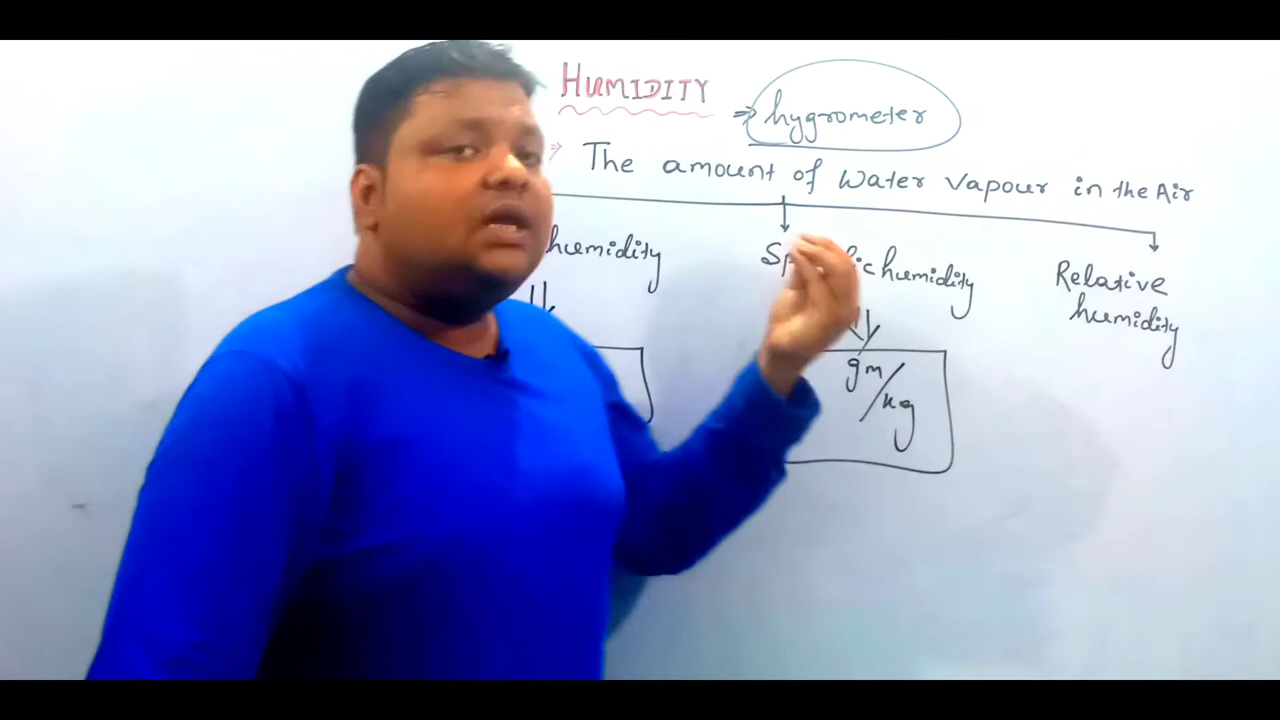 HUMIDITY
⇒ hygrometer
⇒ The amount of Water Vapour in the Air
humidity
humidity
Relative
humidity
gm/kg